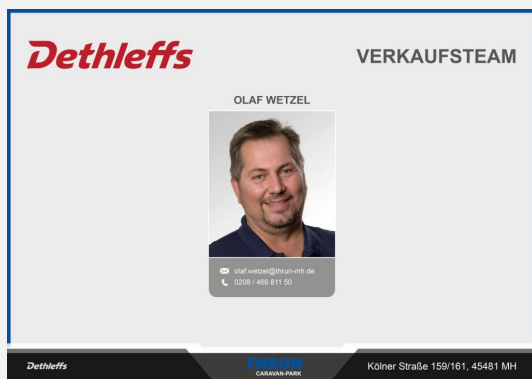 Dethleffs
VERKAUFSTEAM
OLAF WETZEL
olaf.wetzel@thrun-mh.de
0208 / 466 811 50
Dethleffs
THRUN
CARAVAN-PARK
Kölner Straße 159/161, 45481 MH